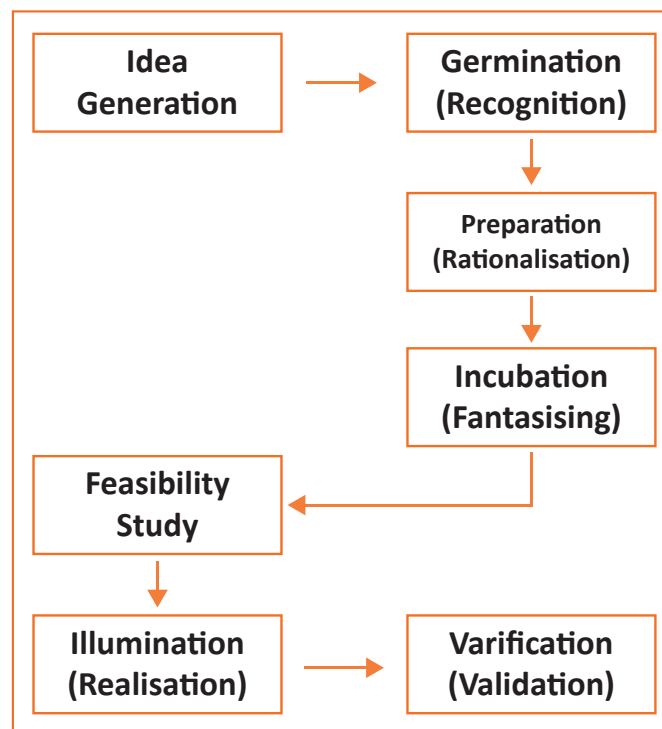 Idea
Generation
Germination
(Recognition)
Preparation
(Rationalisation)
Incubation
(Fantasising)
Feasibility
Study
Illumination
(Realisation)
Varification
(Validation)